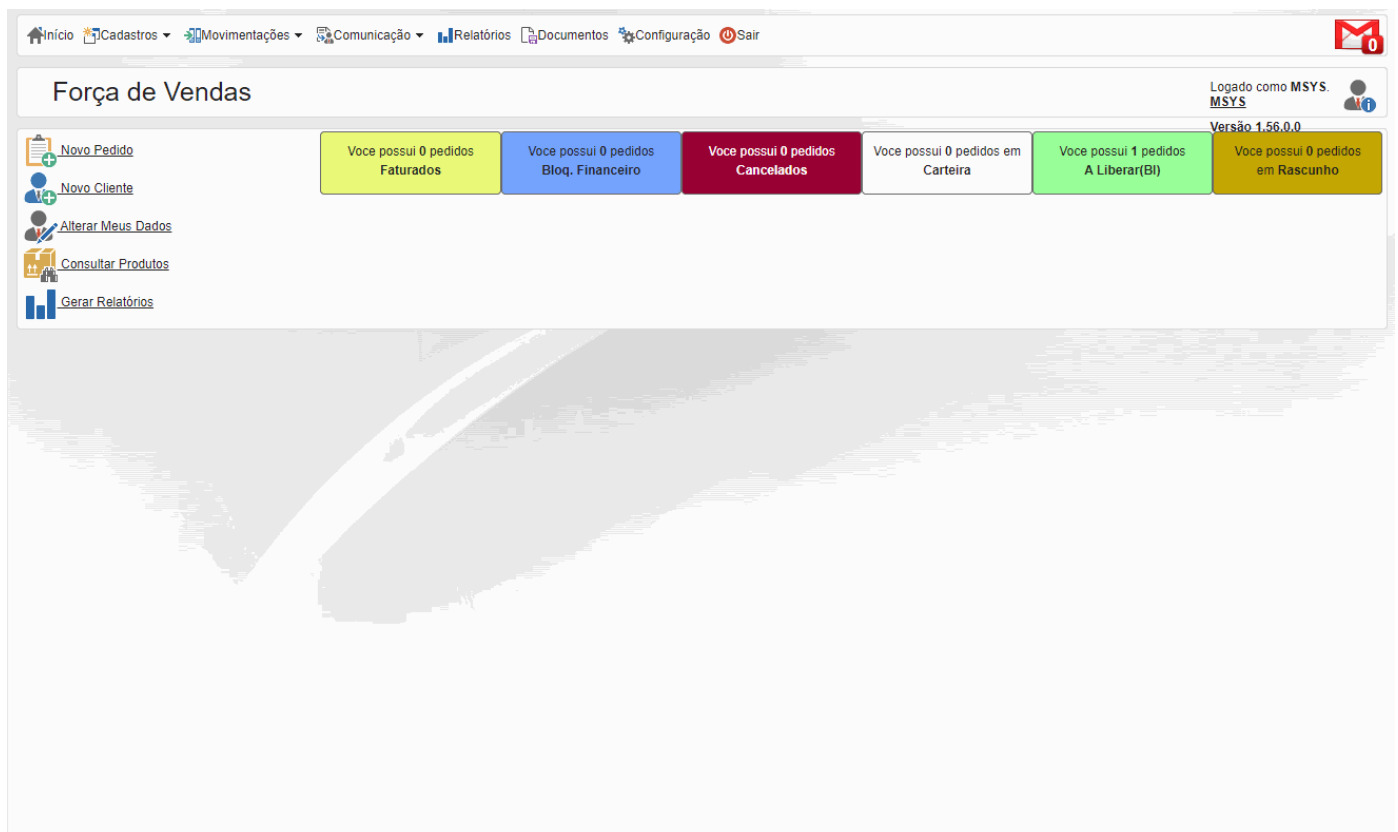 Início Cadastros Movimentações Comunicação Relatórios Documentos Configuração Sair
0
Força de Vendas
Logado como MSYS.
MSYS
Versão 1.56.0.0
Novo Pedido
Novo Cliente
Alterar Meus Dados
Consultar Produtos
Gerar Relatórios
Voce possui 0 pedidos
Faturados
Voce possui 0 pedidos
Bloq. Financeiro
Voce possui 0 pedidos
Cancelados
Voce possui 0 pedidos em
Carteira
Voce possui 1 pedidos
A Liberar(BI)
Voce possui 0 pedidos
em Rascunho